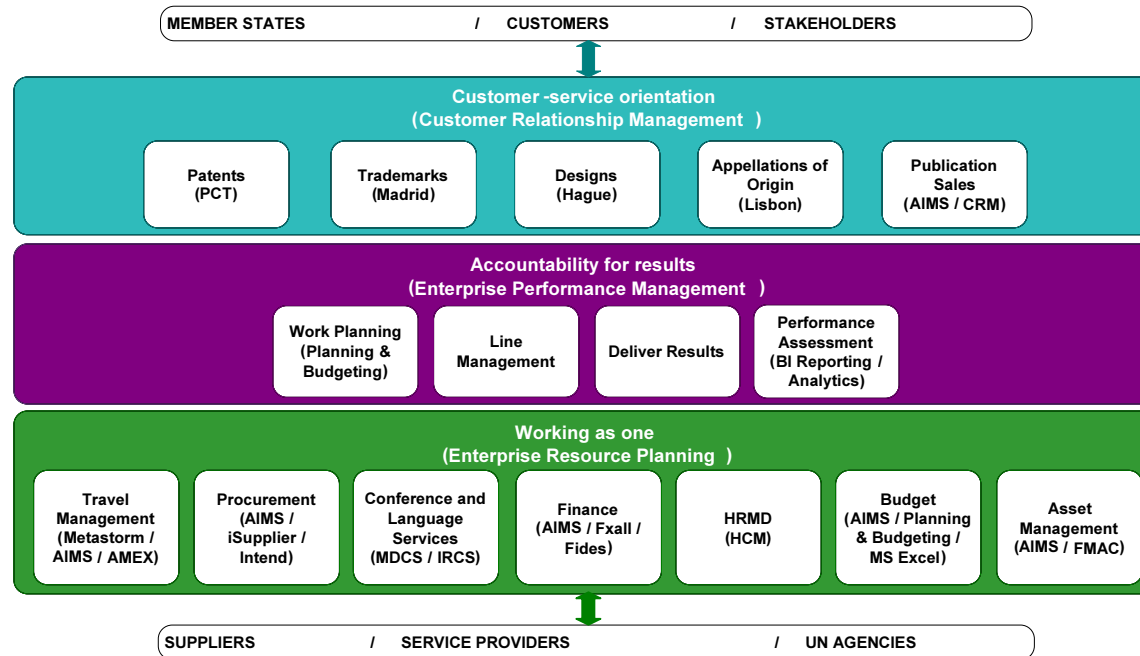 MEMBER STATES / CUSTOMERS / STAKEHOLDERS
Customer -service orientation
(Customer Relationship Management )
Patents
(PCT)
Trademarks
(Madrid)
Designs
(Hague)
Appellations of
Origin
(Lisbon)
Publication
Sales
(AIMS / CRM)
Accountability for results
(Enterprise Performance Management )
Work Planning
(Planning &
Budgeting)
Line
Management
Deliver Results
Performance
Assessment
(BI Reporting /
Analytics)
Working as one
(Enterprise Resource Planning )
Travel
Management
(Metastorm /
AIMS / AMEX)
Procurement
(AIMS /
iSupplier /
Intend)
Conference and
Language
Services
(MDCS / IRCS)
Finance
(AIMS / Fxall /
Fides)
HRMD
(HCM)
Budget
(AIMS / Planning
& Budgeting /
MS Excel)
Asset
Management
(AIMS / FMAC)
SUPPLIERS / SERVICE PROVIDERS / UN AGENCIES